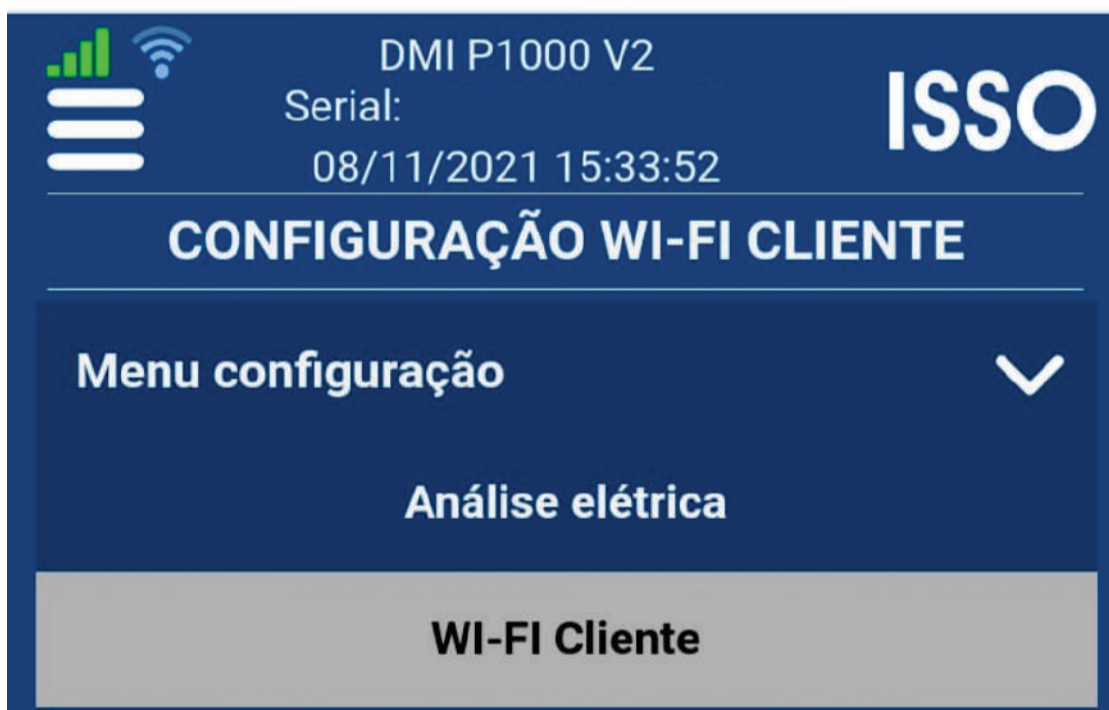 DMI P1000 V2
Serial:
08/11/2021 15:33:52
ISSO
CONFIGURAÇÃO WI-FI CLIENTE
Menu configuração
Análise elétrica
WI-FI Cliente